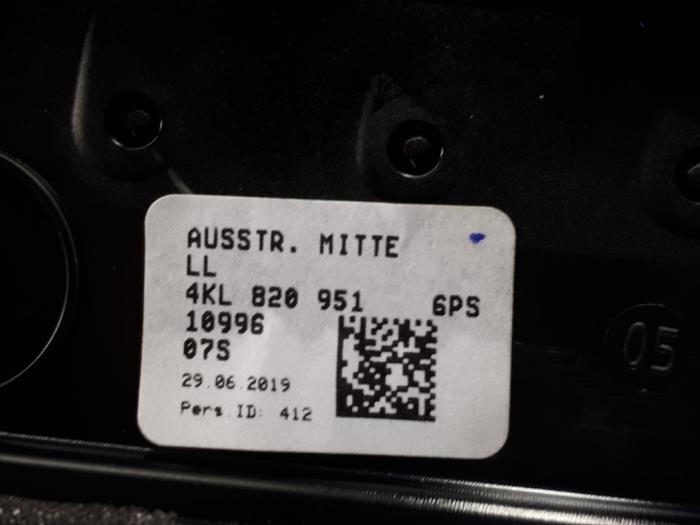 AUSSTR. MITTE
LL
4KL 820 951 6PS
10996
07S
29.06.2019
Pers.ID: 412
05